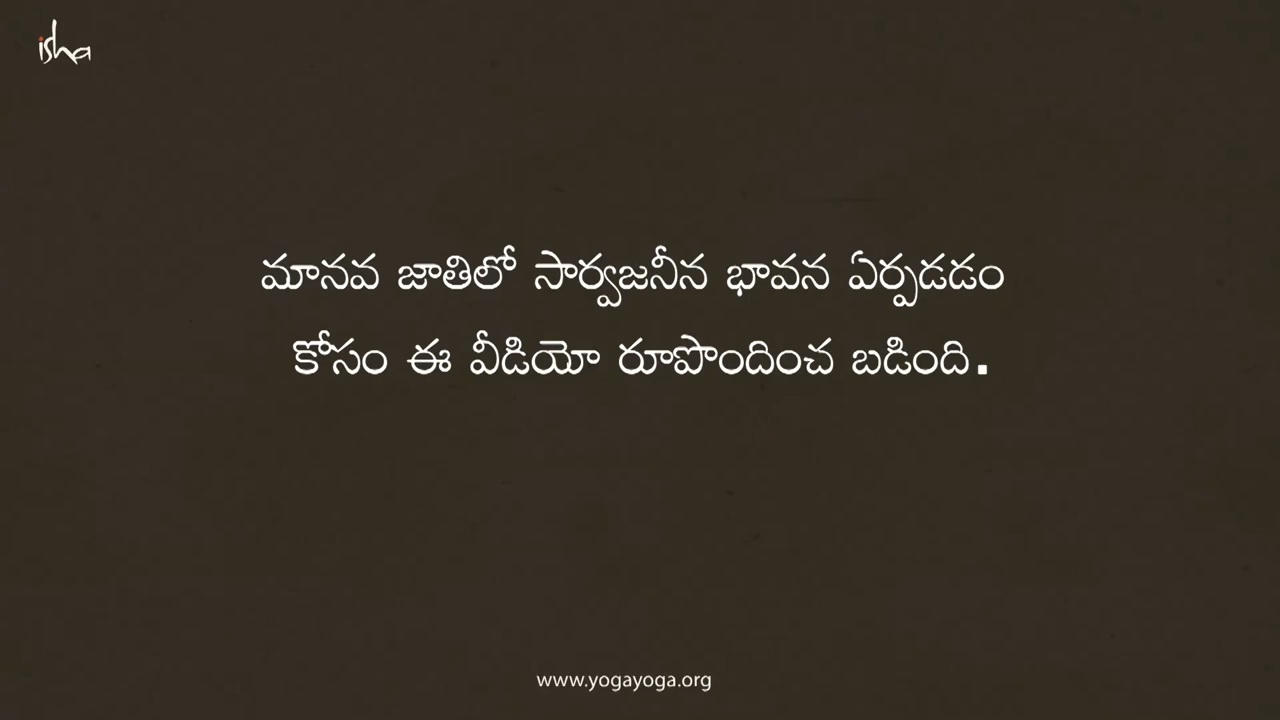 isha
మానవ జాతిలో సార్వజనీన భావన ఏర్పడడం
కోసం ఈ వీడియో రూపొందించ బడింది.
www.yogayoga.org